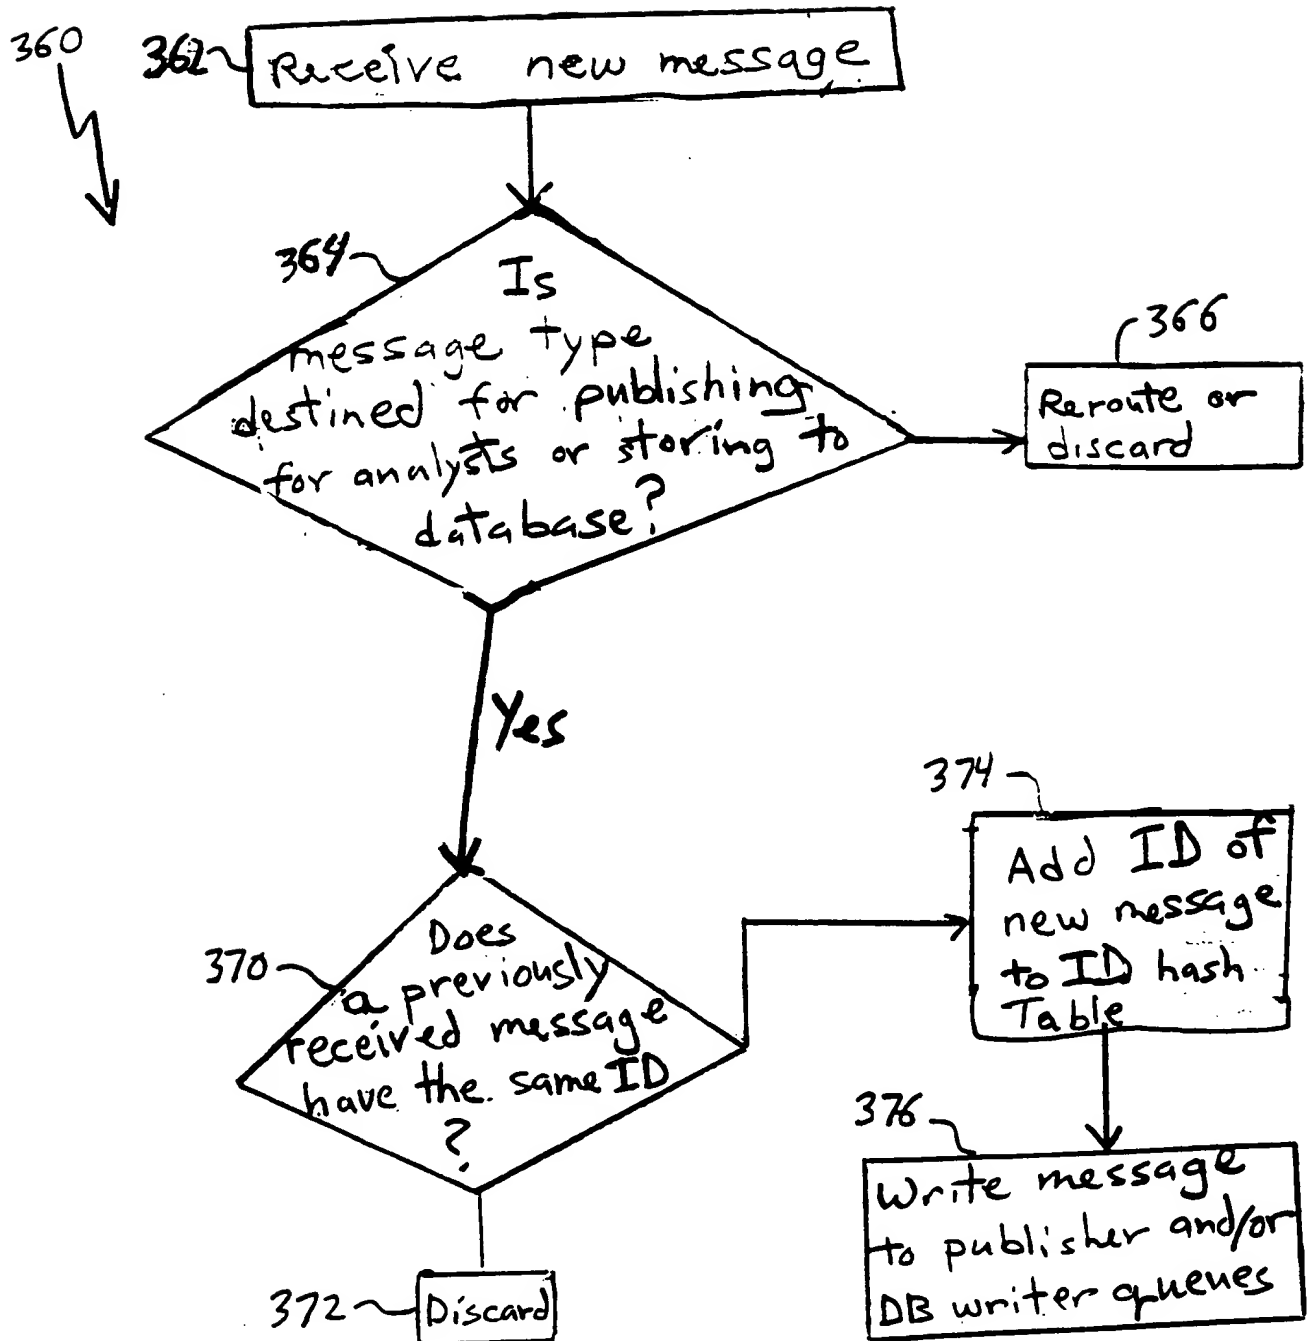 360
362
Receive new message
364
Is
message type
destined for publishing
for analysts or storing to
database?
366
Reroute or
discard
Yes
370
Does
a previously
received message
have the same ID
?
374
Add ID of
new message
to ID hash
Table
376
Write message
to publisher and/or
DB writer queues
372
Discard